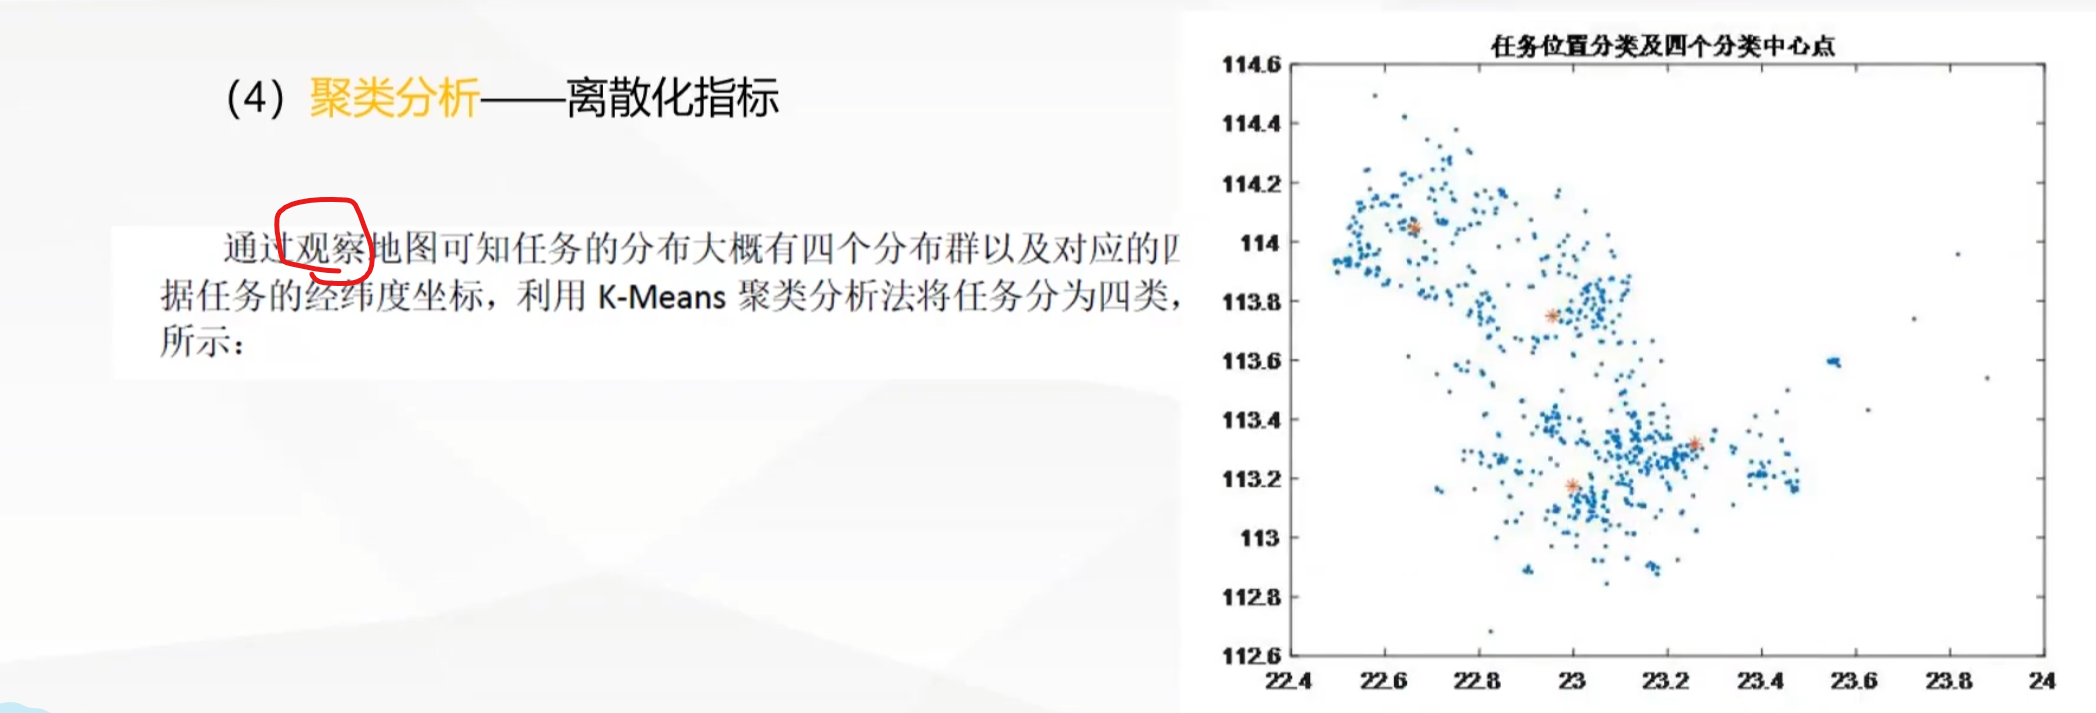 （4）聚类分析——离散化指标
通过观察地图可知任务的分布大概有四个分布群以及对应的
据任务的经纬度坐标，利用 K-Means 聚类分析法将任务分为四类，
所示：
任务位置分类及四个分类中心点
114.6
114.4
114.2
114
113.8
113.6
113.4
113.2
113
112.8
112.6
22.4 22.6 22.8 23 23.2 23.4 23.6 23.8 24